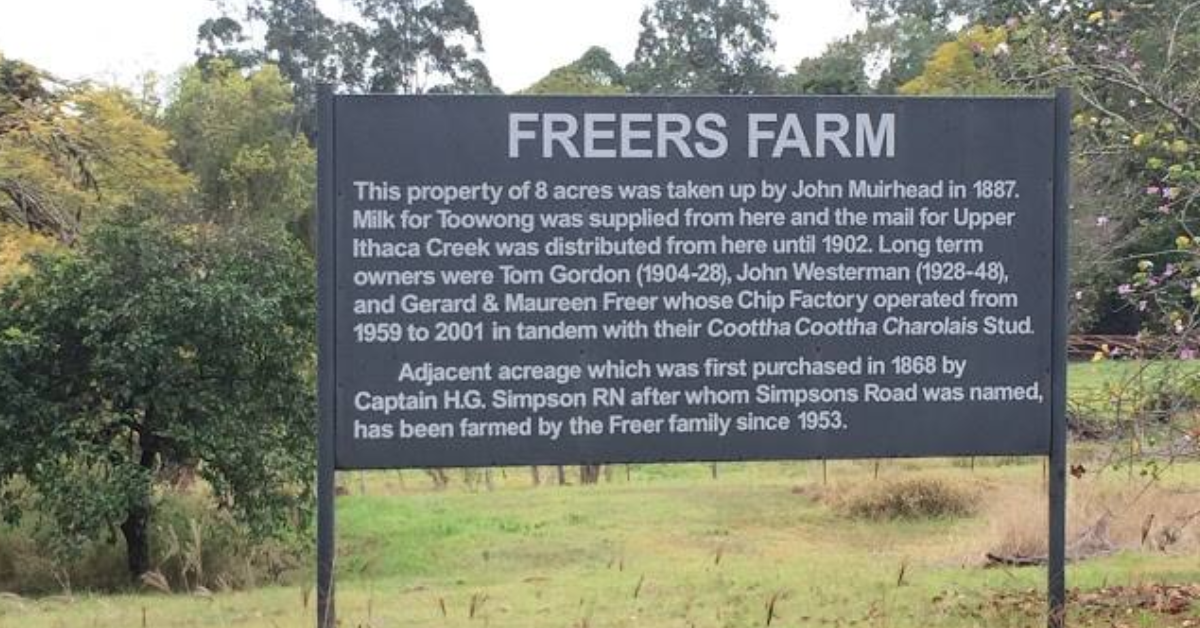 FREERS FARM
This property of 8 acres was taken up by John Muirhead in 1887.
Milk for Toowong was supplied from here and the mail for Upper
Ithaca Creek was distributed from here until 1902. Long term
owners were Tom Gordon (1904-28), John Westerman (1928-48),
and Gerard & Maureen Freer whose Chip Factory operated from
1959 to 2001 in tandem with their Coottha Coottha Charolais Stud.
Adjacent acreage which was first purchased in 1868 by
Captain H.G. Simpson RN after whom Simpsons Road was named,
has been farmed by the Freer family since 1953.